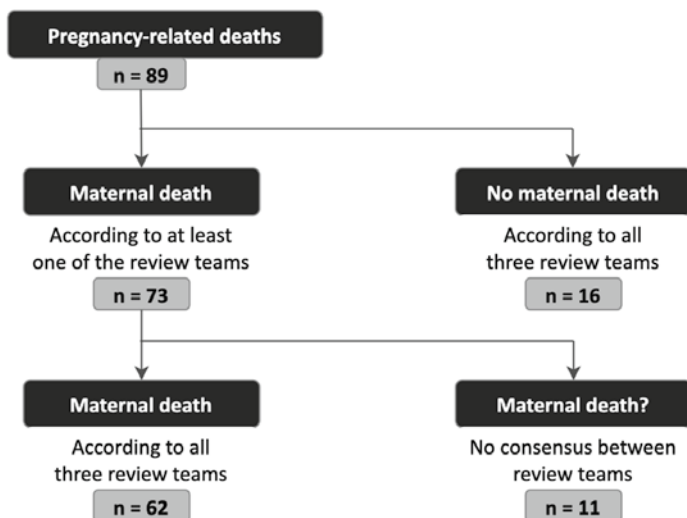 Pregnancy-related deaths
n = 89
Maternal death
According to at least
one of the review teams
n = 73
No maternal death
According to all
three review teams
n = 16
Maternal death
According to all
three review teams
n = 62
Maternal death?
No consensus between
review teams
n = 11